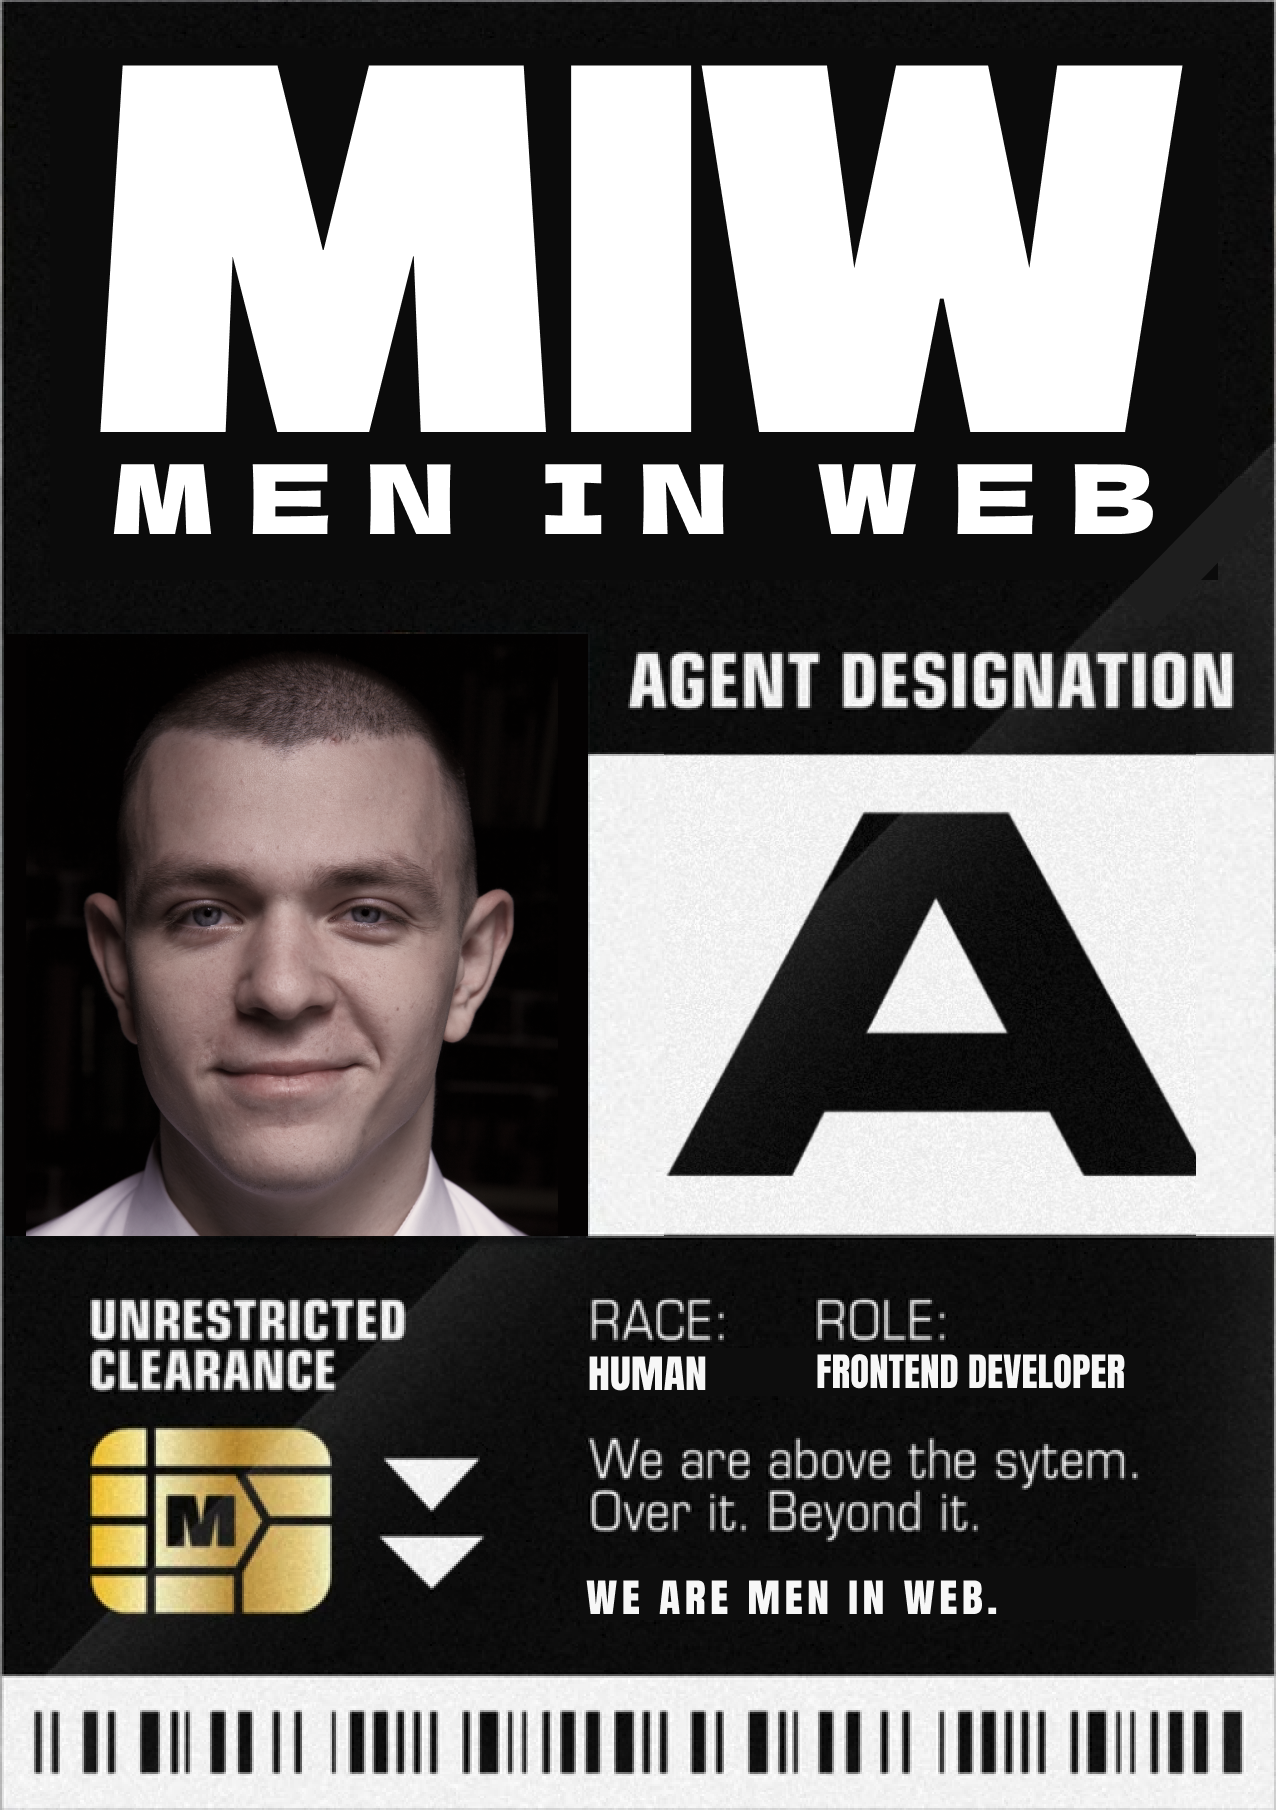 MIW
MEN IN WEB
AGENT DESIGNATION
A
UNRESTRICTED
CLEARANCE
M
RACE:
HUMAN
ROLE:
FRONTEND DEVELOPER
We are above the sytem.
Over it. Beyond it.
WE ARE MEN IN WEB.